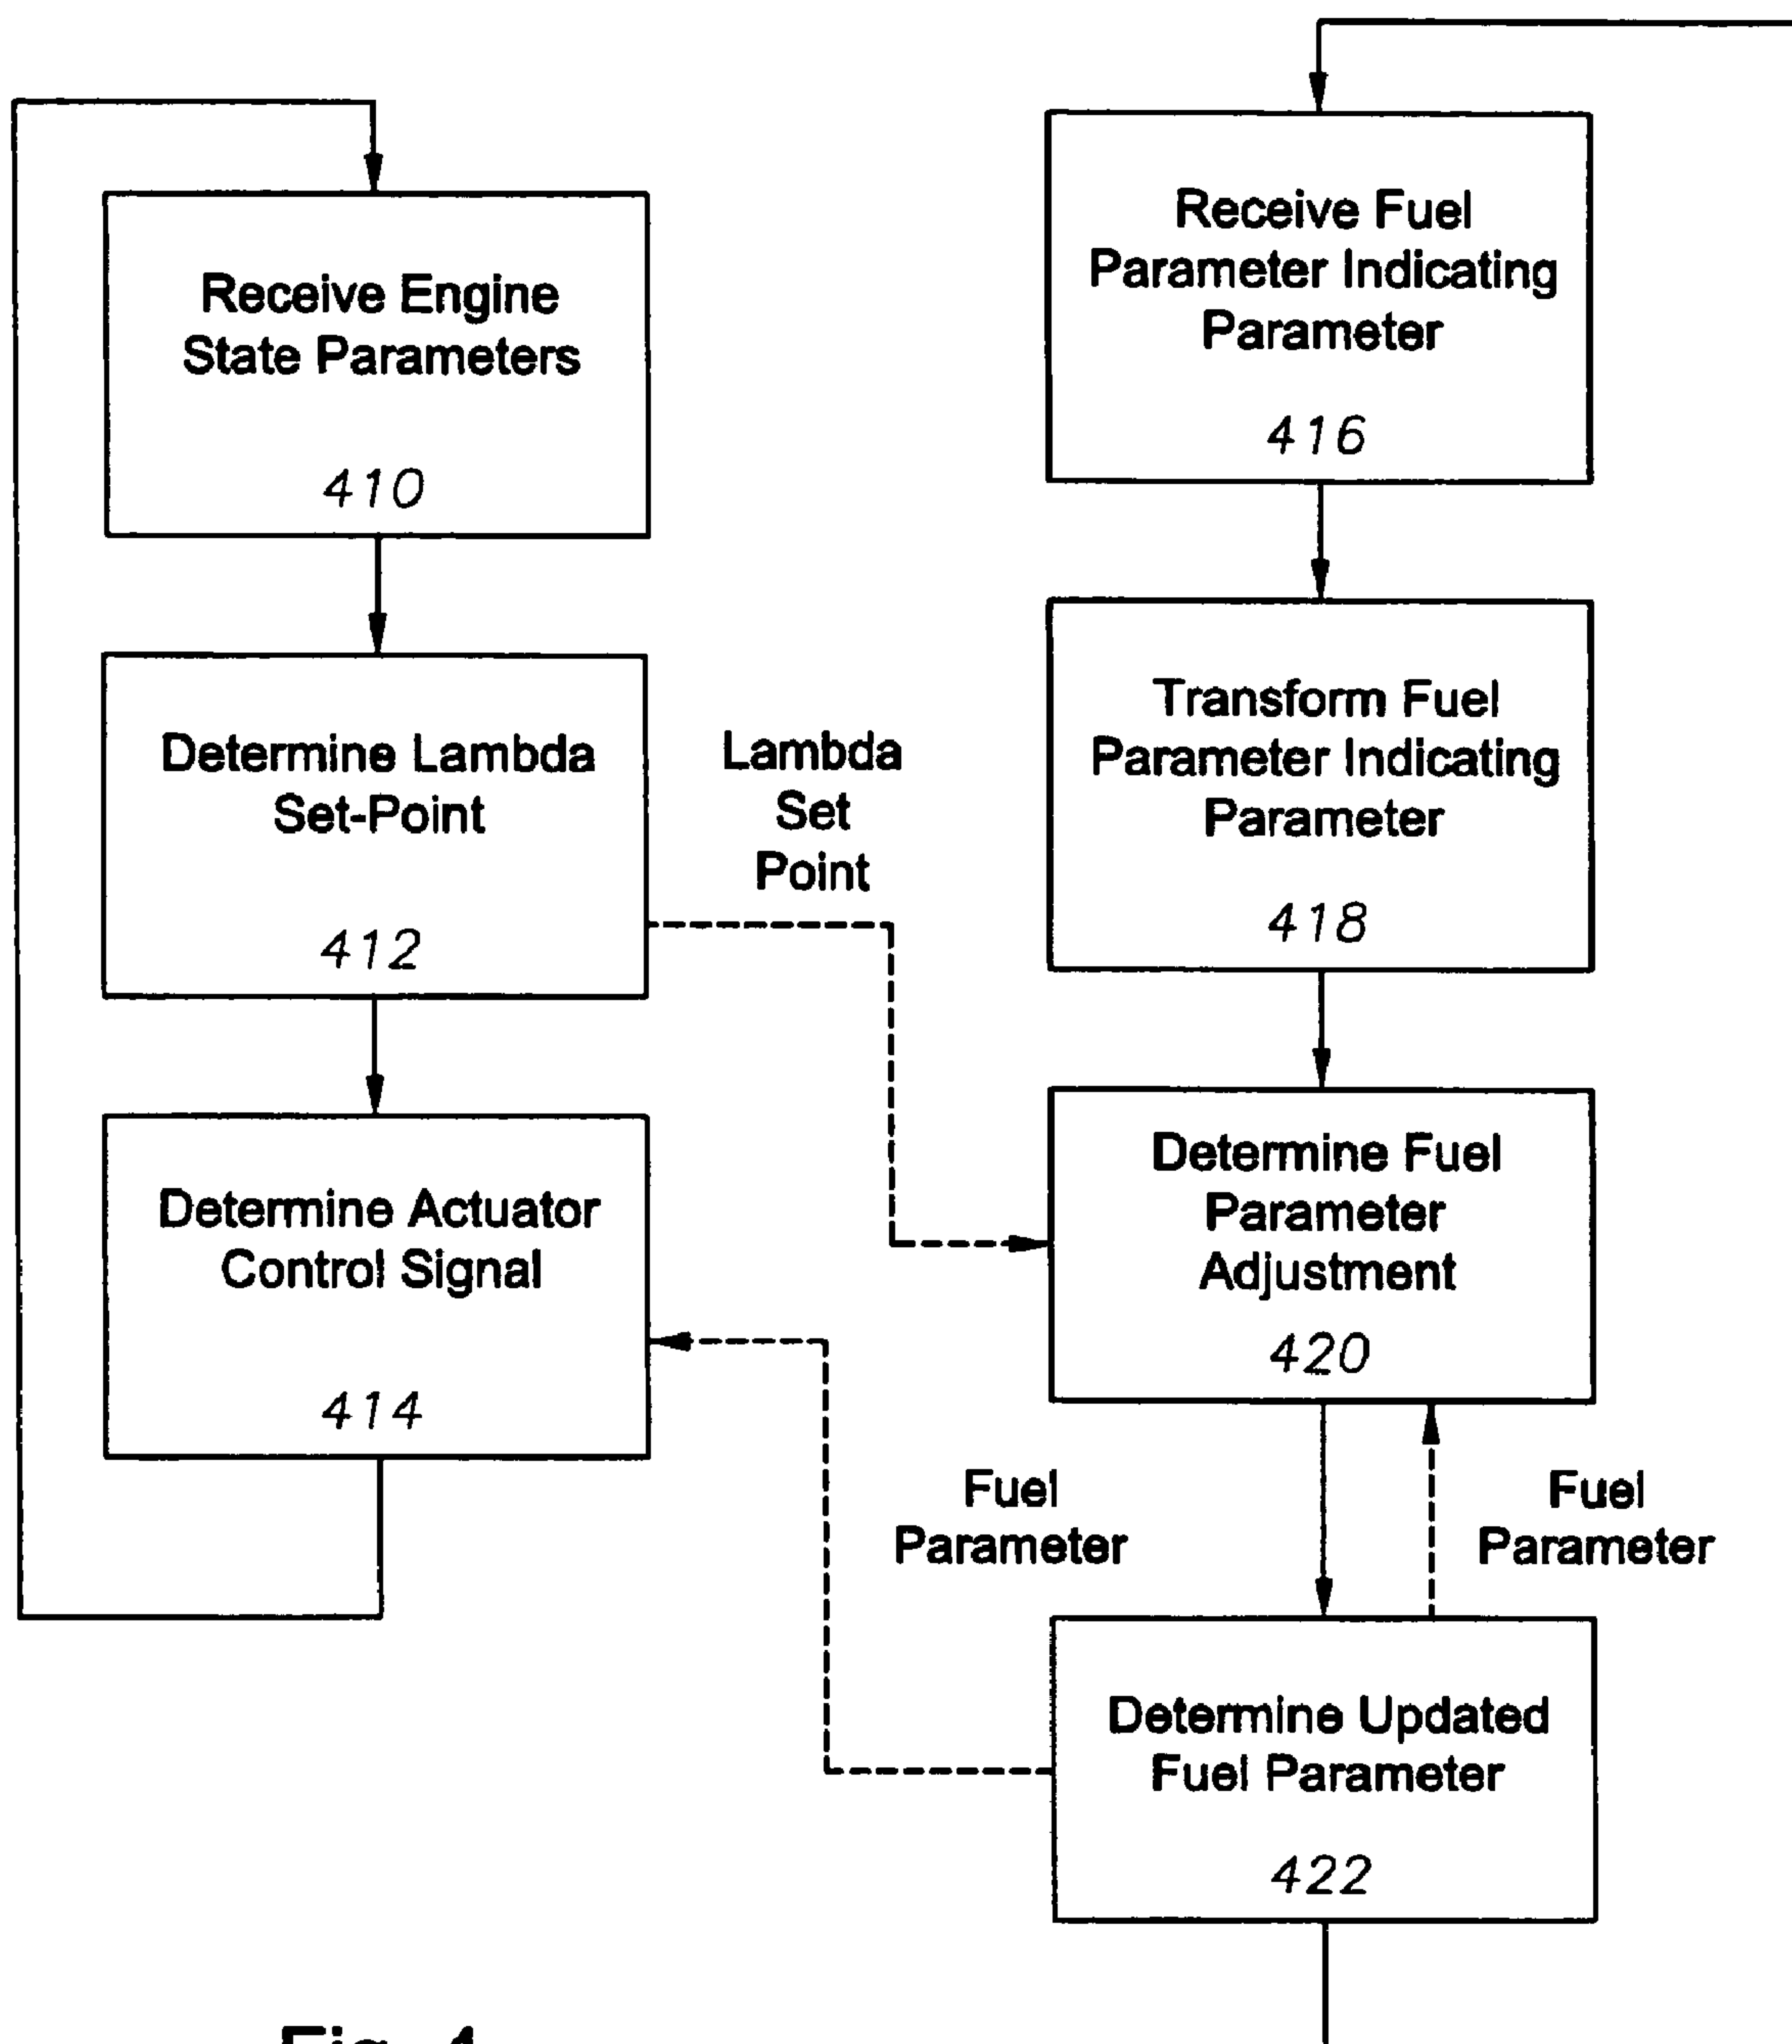 Receive Engine
State Parameters
410
Determine Lambda
Set-Point
412
Determine Actuator
Control Signal
414
Lambda
Set
Point
Receive Fuel
Parameter Indicating
Parameter
416
Transform Fuel
Parameter Indicating
Parameter
418
Determine Fuel
Parameter
Adjustment
420
Fuel
Parameter
Fuel
Parameter
Determine Updated
Fuel Parameter
422